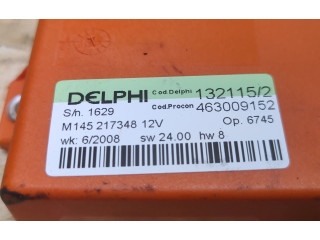 DELPHI Cod.Delphi 132115/2
S/n. 1629 Cod.Procon 463009152
M145 217348 12V Op. 6745
wk: 6/2008 sw 24.00 hw 8